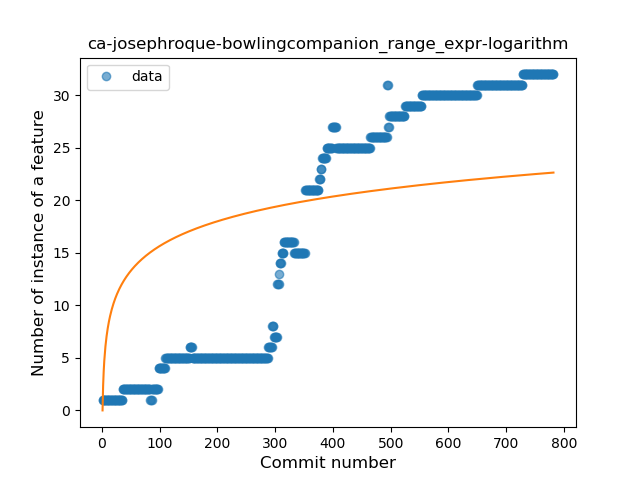 ca-josephroque-bowlingcompanion_range_expr-logarithm
data
Number of instance of a feature
30
25
20
15
10
5
0
0 100 200 300 400 500 600 700 800
Commit number